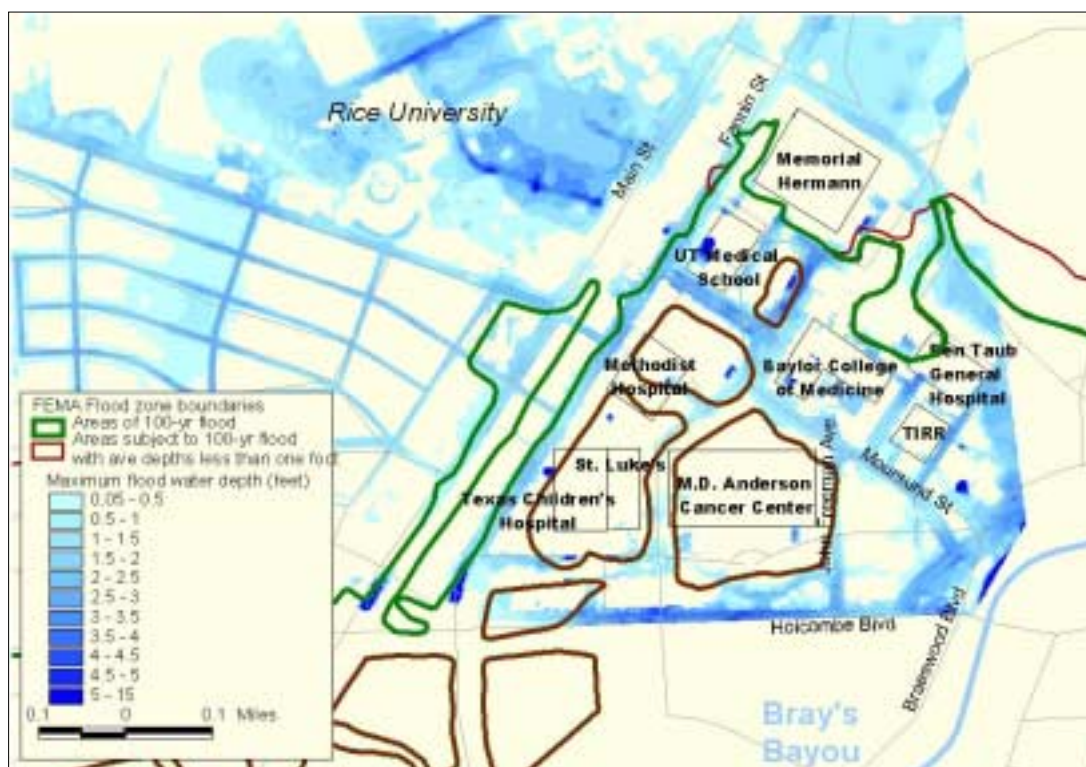 Rice University
Main St
Fannin St
Memorial
Hermann
UT Medical
School
Methodist
Hospital
Baylor College
of Medicine
Ben Taub
General
Hospital
TIRR
St. Luke's
Texas Children's
Hospital
M.D. Anderson
Cancer Center
John Freeman Ave
Moursund St
Holcombe Blvd
Braeswood Blvd
Bray's
Bayou
FEMA Flood zone boundaries
Areas of 100-yr flood
Areas subject to 100-yr flood
with ave depths less than one foot
Maximum flood water depth (feet)
0.05 - 0.5
0.5 - 1
1 - 1.5
1.5 - 2
2 - 2.5
2.5 - 3
3 - 3.5
3.5 - 4
4 - 4.5
4.5 - 5
5 - 15
0.1 0 0.1 Miles